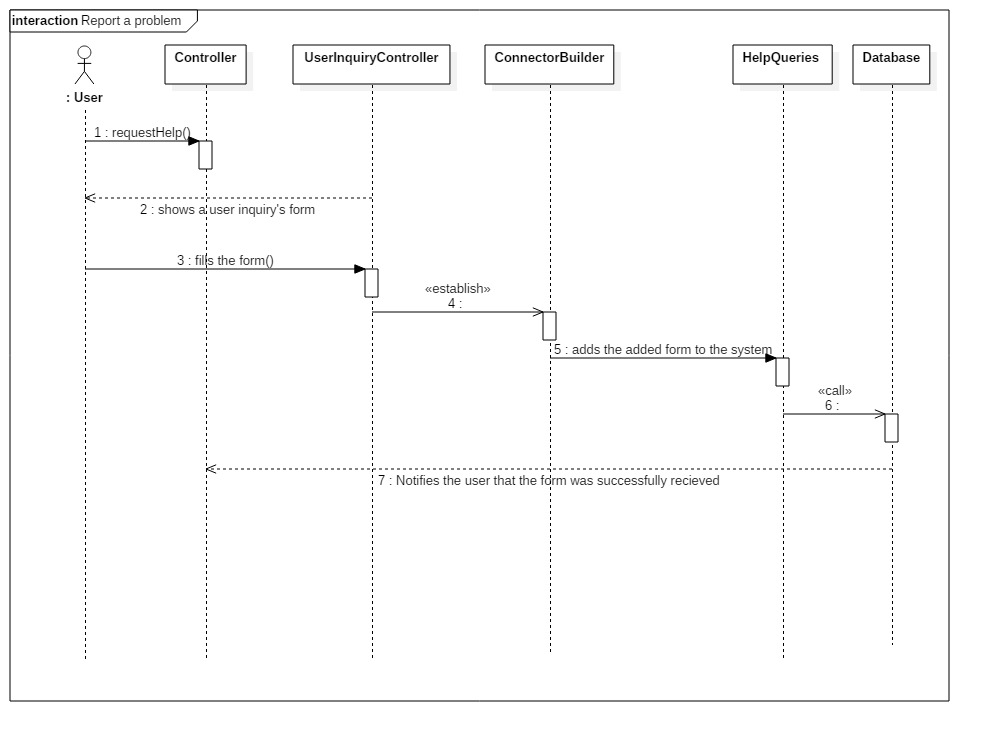 interaction Report a problem
Controller
UserInquiryController
ConnectorBuilder
HelpQueries
Database
: User
1 : requestHelp()
2 : shows a user inquiry's form
3 : fills the form()
«establish»
4 :
5 : adds the added form to the system
«call»
6 :
7 : Notifies the user that the form was successfully recieved